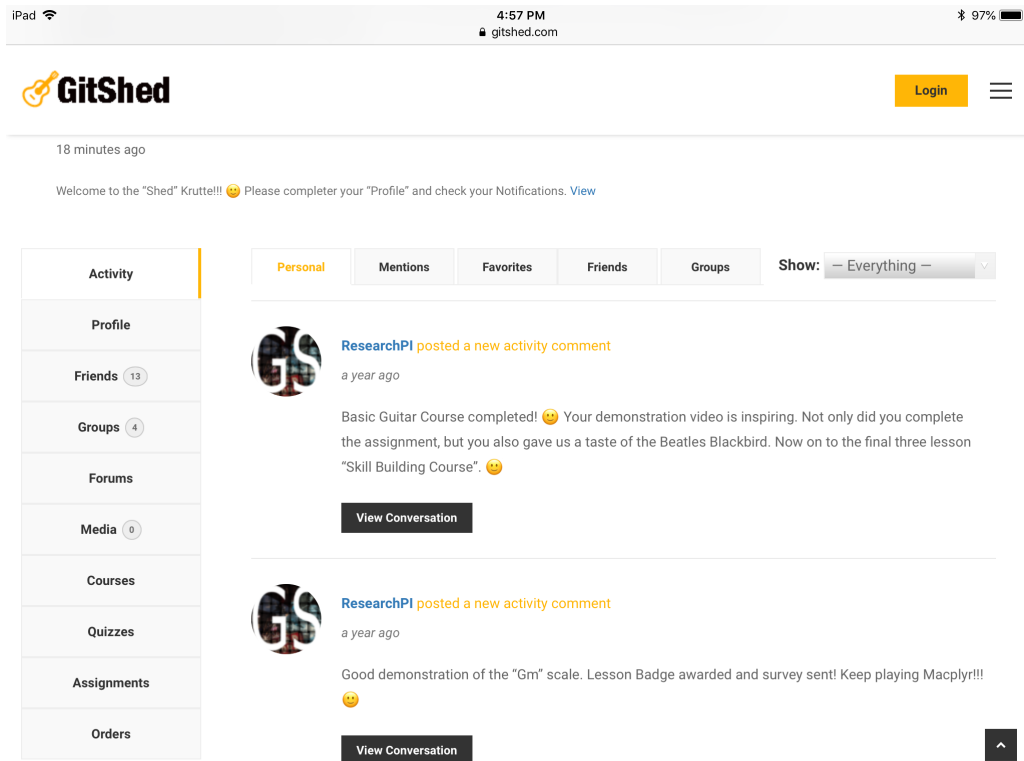 iPad 4:57 PM 97%
gitshed.com
GitShed Login
18 minutes ago
Welcome to the “Shed” Krutte!!! 🙂 Please completer your “Profile” and check your Notifications. View
Activity
Profile
Friends 13
Groups 4
Forums
Media 0
Courses
Quizzes
Assignments
Orders
Personal Mentions Favorites Friends Groups Show: — Everything —
GS
ResearchPI posted a new activity comment
a year ago
Basic Guitar Course completed! 🙂 Your demonstration video is inspiring. Not only did you complete
the assignment, but you also gave us a taste of the Beatles Blackbird. Now on to the final three lesson
“Skill Building Course”. 🙂
View Conversation
GS
ResearchPI posted a new activity comment
a year ago
Good demonstration of the “Gm” scale. Lesson Badge awarded and survey sent! Keep playing Macplyr!!!
🙂
View Conversation